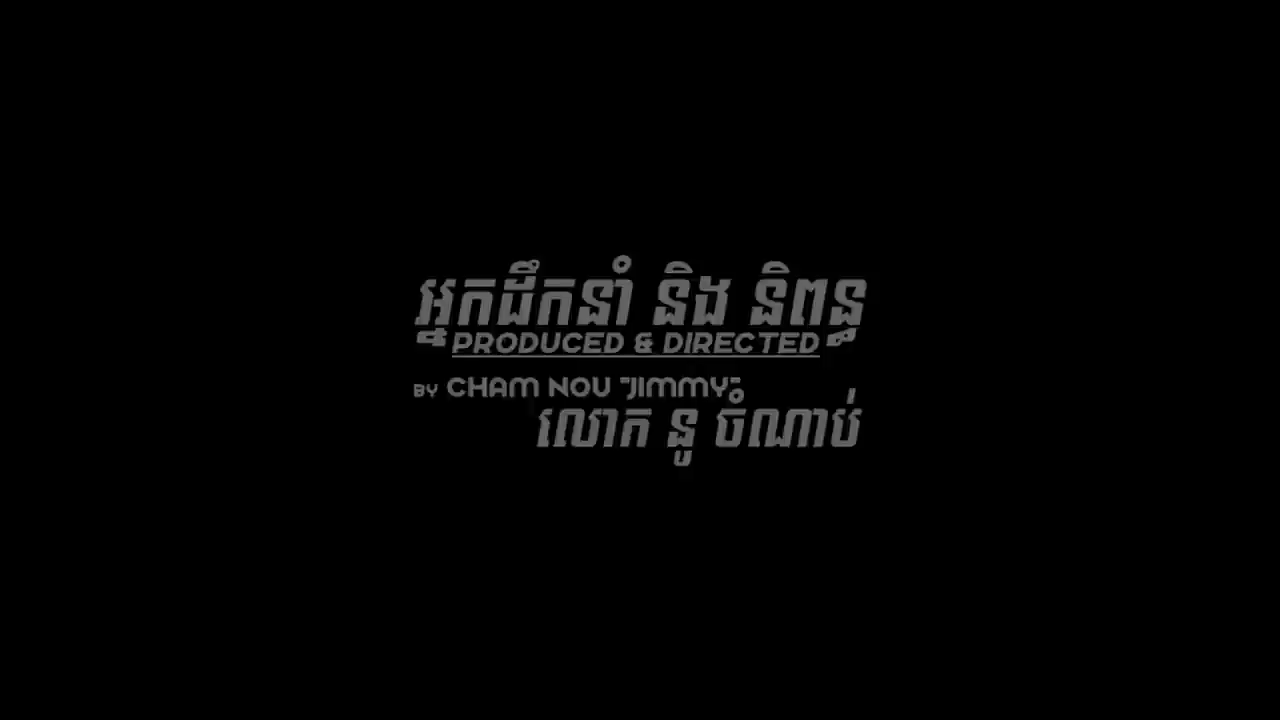 អ្នកដឹកនាំ និង និពន្ធ
PRODUCED & DIRECTED
BY CHAM NOU "JIMMY"
លោក នូ ចំណាប់